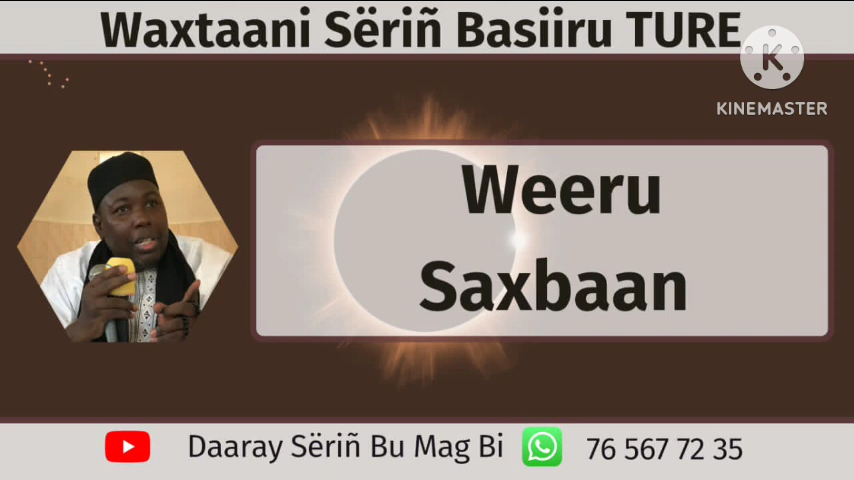 Waxtaani Sëriñ Basiiru TURE
KINEMASTER
Weeru
Saxbaan
Daaray Sëriñ Bu Mag Bi
76 567 72 35